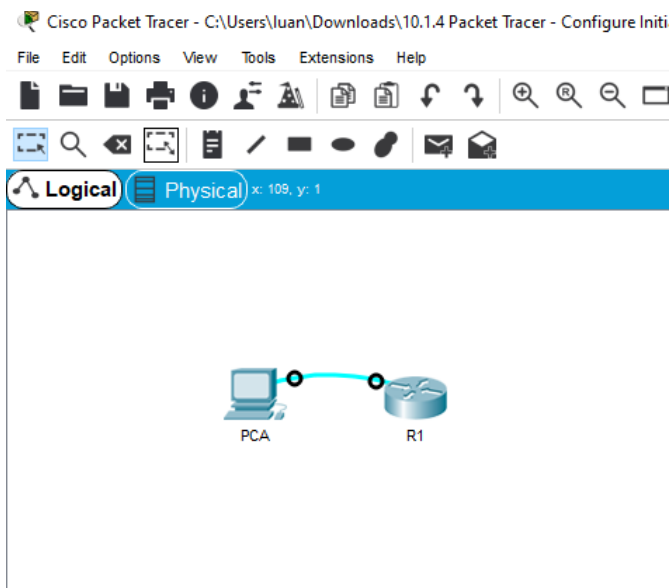 Cisco Packet Tracer - C:\Users\luan\Downloads\10.1.4 Packet Tracer - Configure Initi
File Edit Options View Tools Extensions Help
Logical Physical x: 109, y: 1
PCA R1